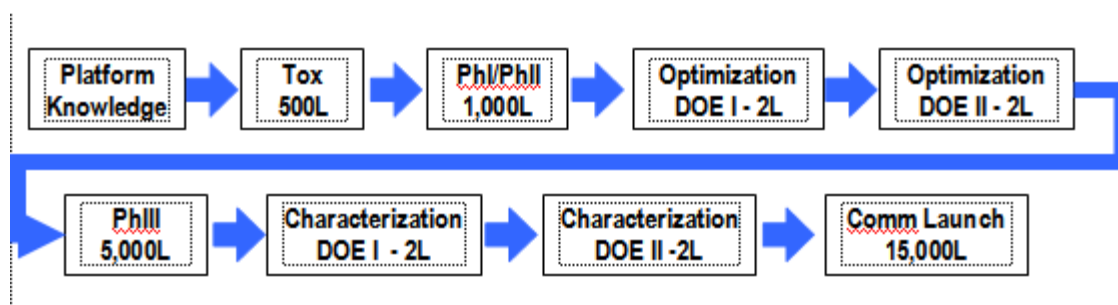 Platform
Knowledge
Tox
500L
PhI/PhII
1,000L
Optimization
DOE I - 2L
Optimization
DOE II - 2L
PhIII
5,000L
Characterization
DOE I - 2L
Characterization
DOE II -2L
Comm Launch
15,000L